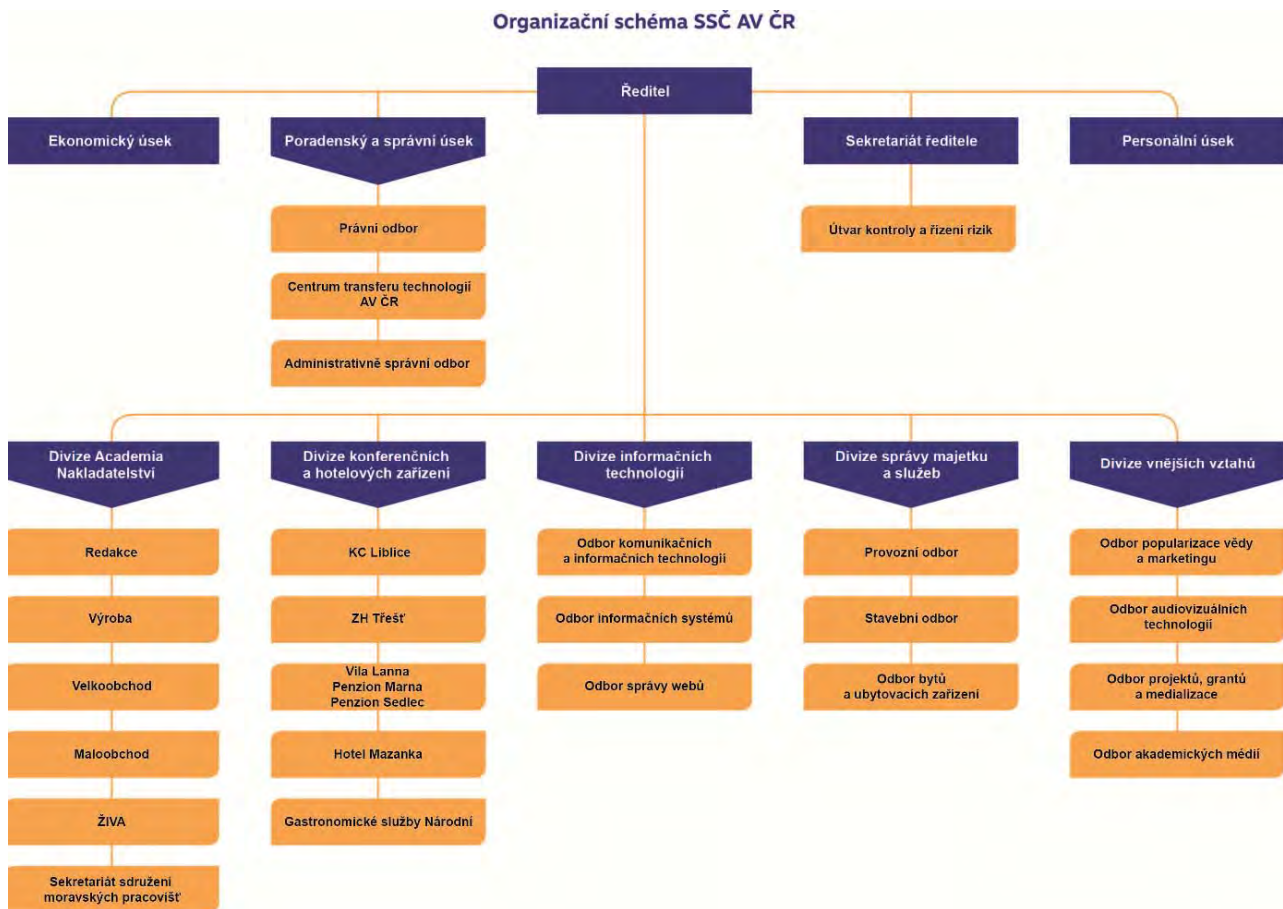 Organizační schéma SSČ AV ČR
Ředitel
Ekonomický úsek
Poradenský a správní úsek
Sekretariát ředitele
Personální úsek
Právní odbor
Centrum transferu technologií
AV ČR
Administrativně správní odbor
Útvar kontroly a řízení rizik
Divize Academia
Nakladatelství
Redakce
Výroba
Velkoobchod
Maloobchod
ŽIVA
Sekretariát sdružení
moravských pracovišť
Divize konferenčních
a hotelových zařízení
KC Liblice
ZH Třešť
Vila Lanna
Penzion Marna
Penzion Sedlec
Hotel Mazanka
Gastronomické služby Národní
Divize informačních
technologií
Odbor komunikačních
a informačních technologií
Odbor informačních systémů
Odbor správy webů
Divize správy majetku
a služeb
Provozní odbor
Stavební odbor
Odbor bytů
a ubytovacích zařízení
Divize vnějších vztahů
Odbor popularizace vědy
a marketingu
Odbor audiovizuálních
technologií
Odbor projektů, grantů
a medializace
Odbor akademických médií